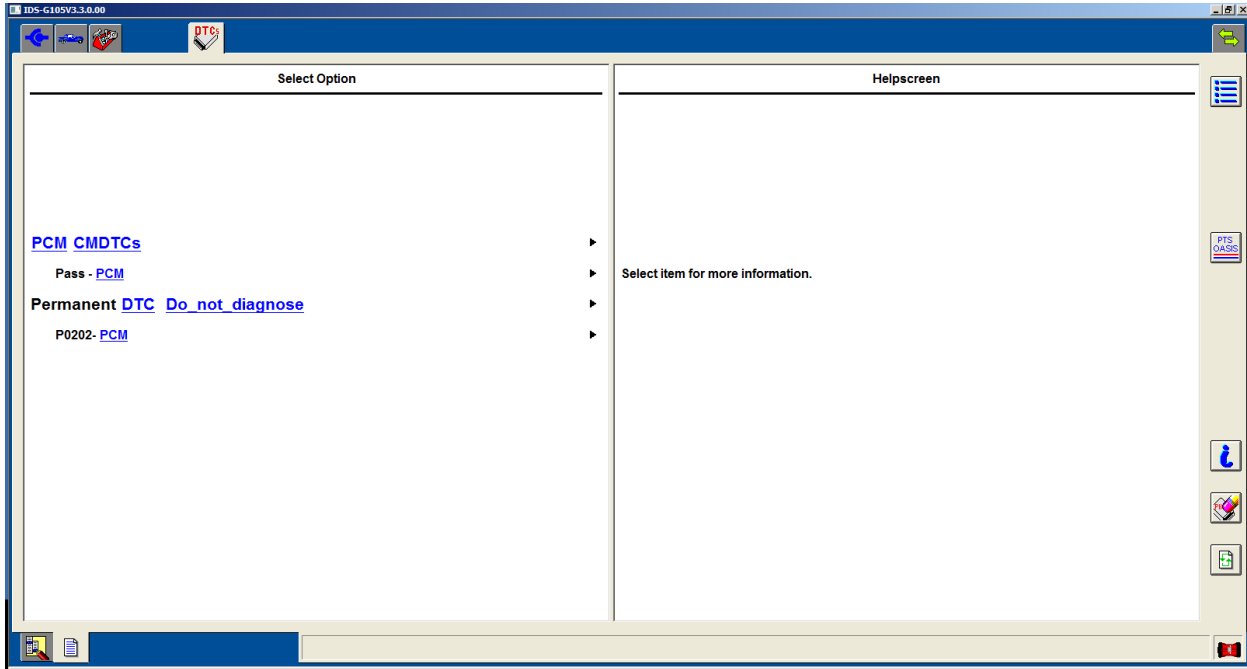 IDS-G105V3.3.0.00
DTCs
Select Option
Helpscreen
PCM CMDTCs
Pass - PCM
Select item for more information.
Permanent DTC Do_not_diagnose
P0202- PCM
PTS
OASIS